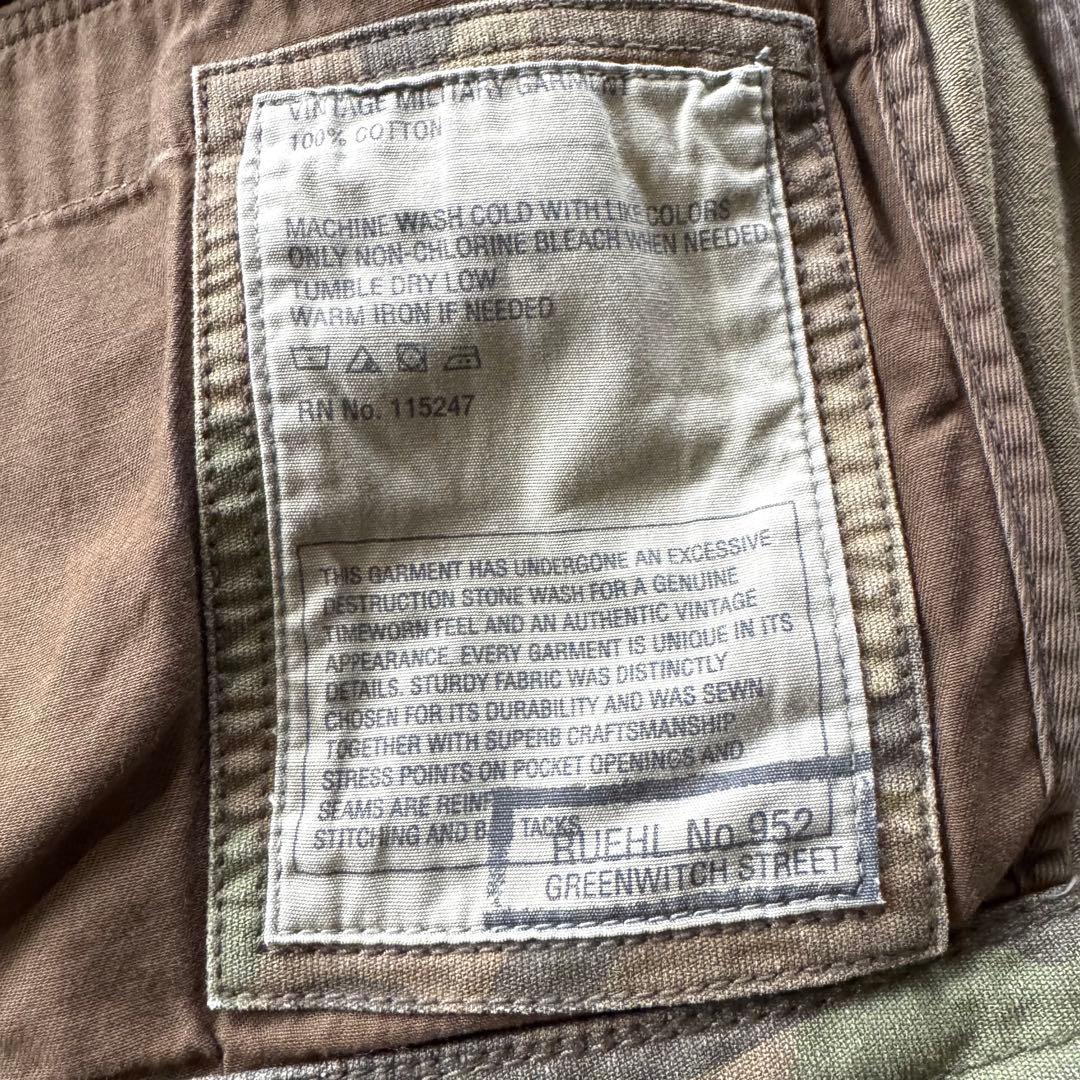 VINTAGE MILITARY GARMENT
100% COTTON
MACHINE WASH COLD WITH LIKE COLORS
ONLY NON-CHLORINE BLEACH WHEN NEEDED
TUMBLE DRY LOW
WARM IRON IF NEEDED
RN No. 115247
THIS GARMENT HAS UNDERGONE AN EXCESSIVE
DESTRUCTION STONE WASH FOR A GENUINE
TIMEWORN FEEL AND AN AUTHENTIC VINTAGE
APPEARANCE. EVERY GARMENT IS UNIQUE IN ITS
DETAILS. STURDY FABRIC WAS DISTINCTLY
CHOSEN FOR ITS DURABILITY AND WAS SEWN
TOGETHER WITH SUPERB CRAFTSMANSHIP
STRESS POINTS ON POCKET OPENINGS AND
SEAMS ARE REINF
STITCHING AND B TACKS
RUEHL No.952
GREENWITCH STREET